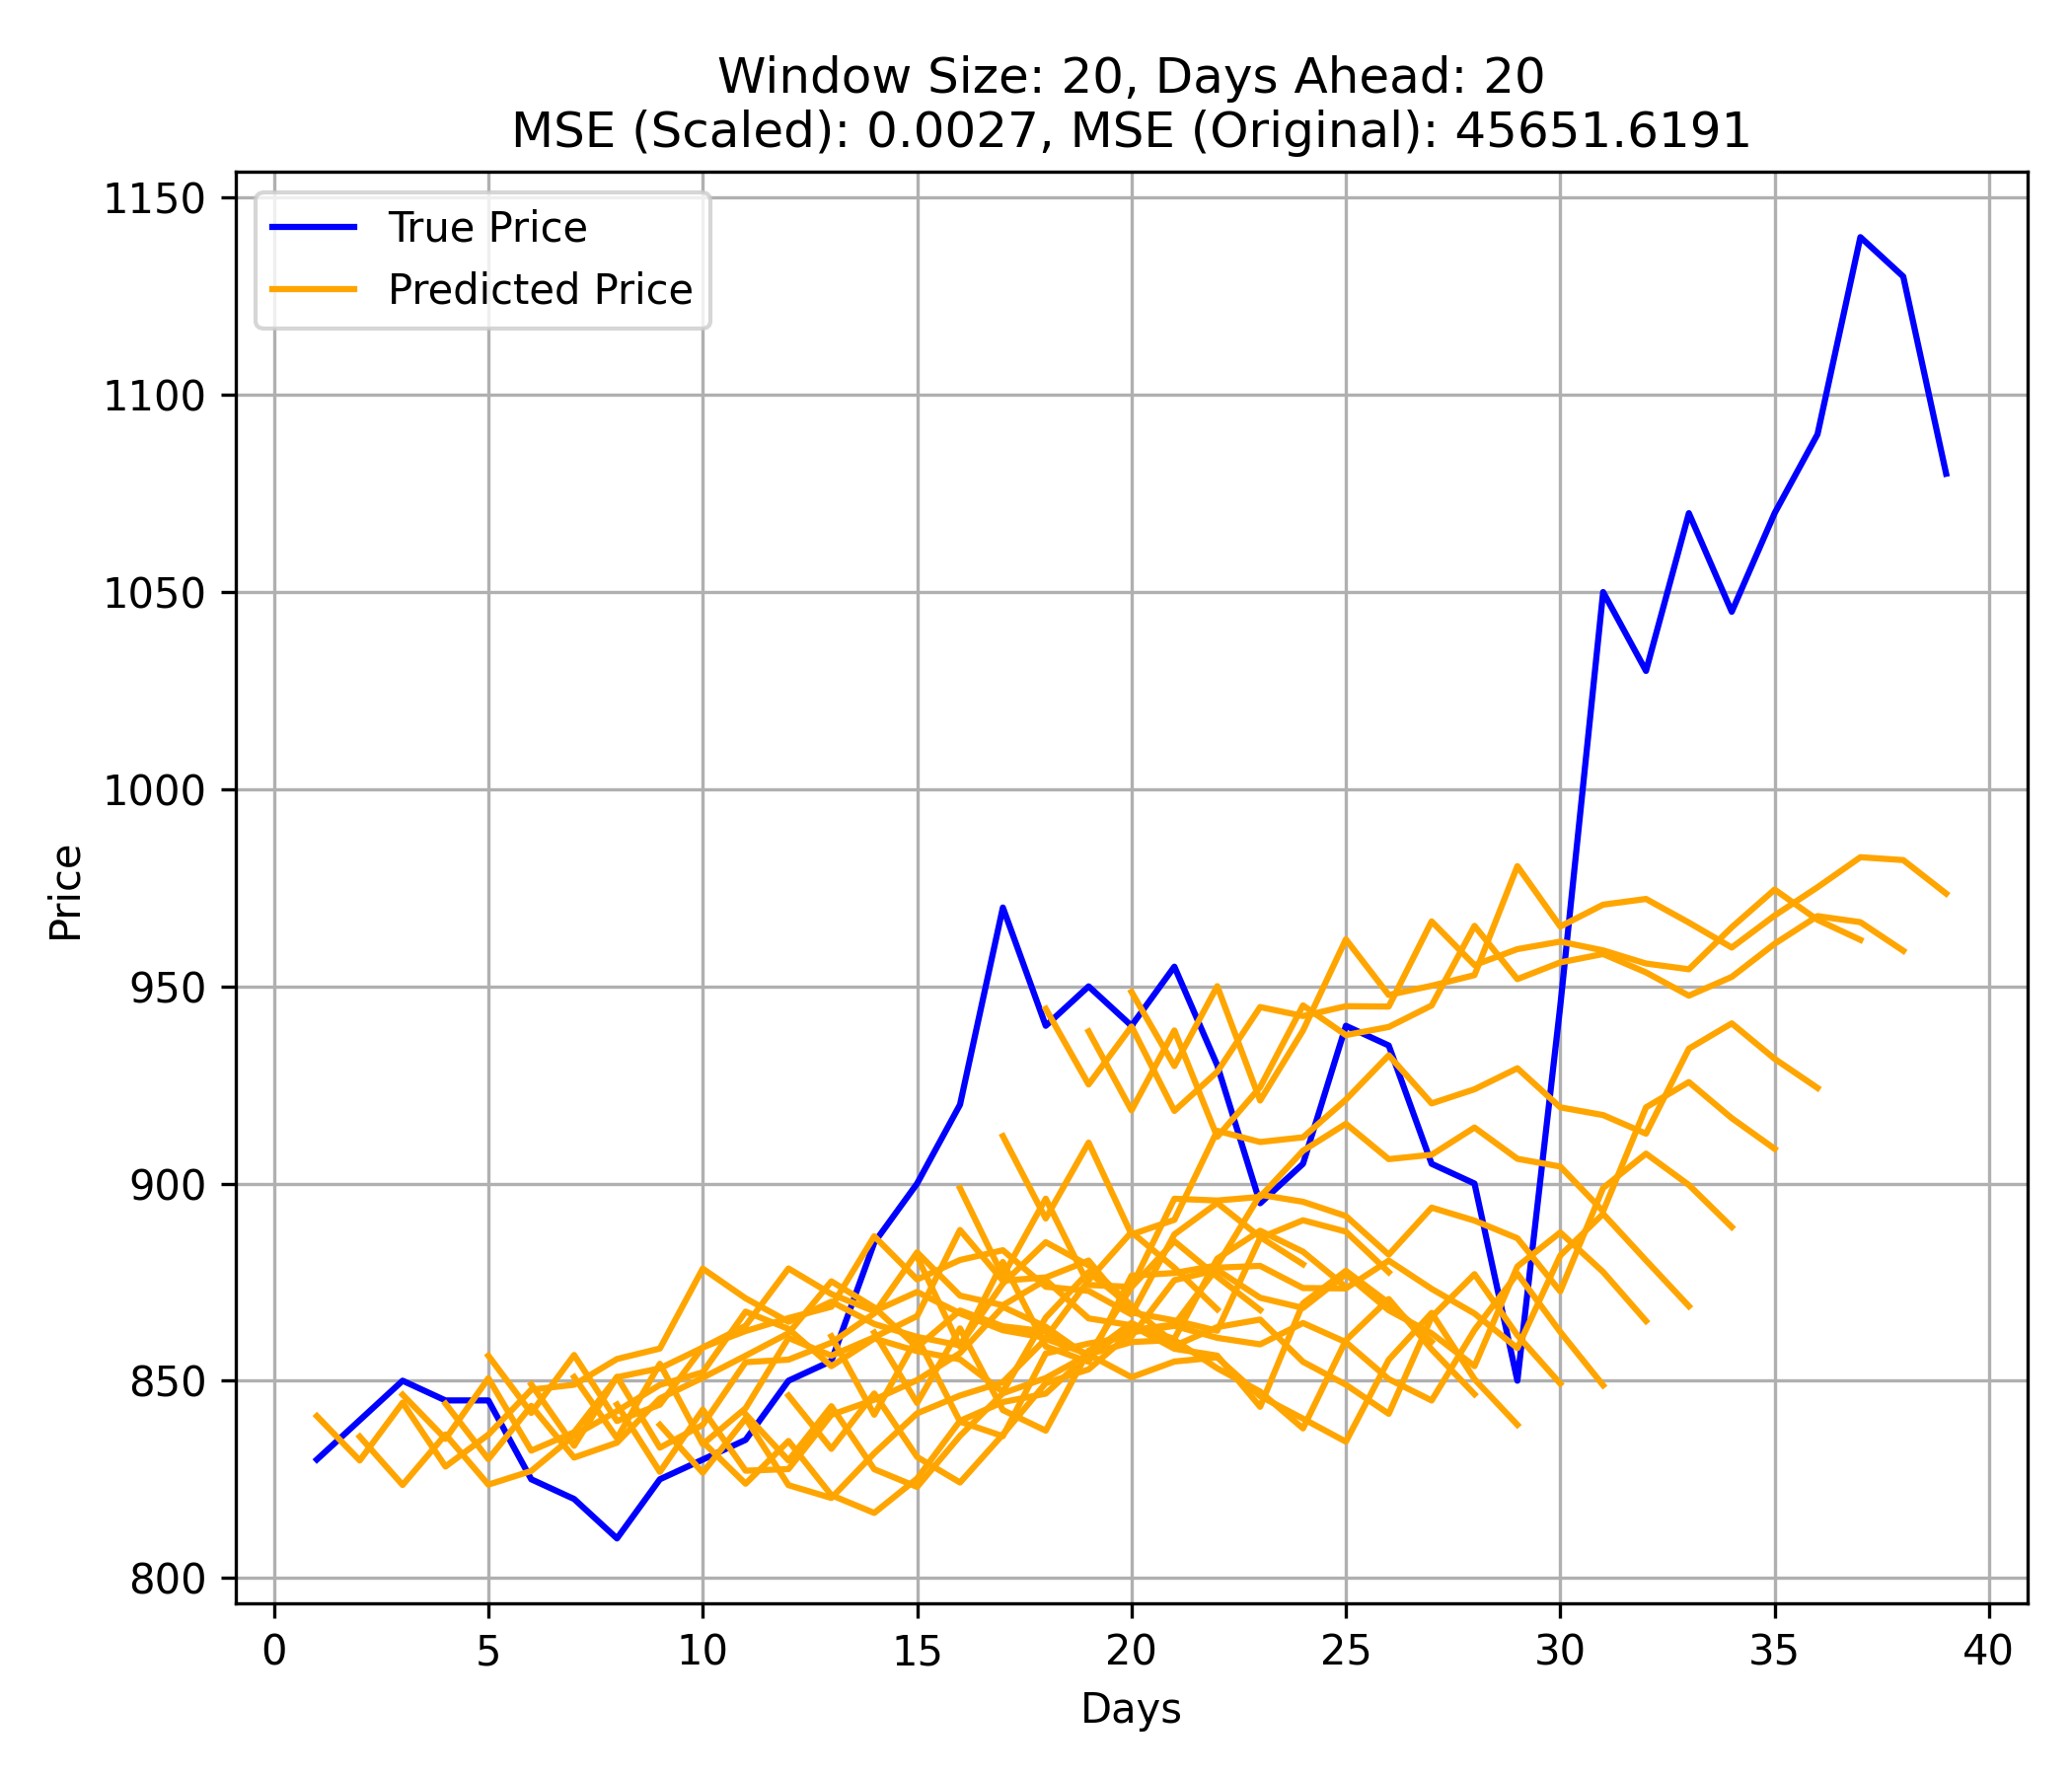 Window Size: 20, Days Ahead: 20
MSE (Scaled): 0.0027, MSE (Original): 45651.6191
True Price
Predicted Price
1150
1100
1050
1000
950
900
850
800
Price
0 5 10 15 20 25 30 35 40
Days